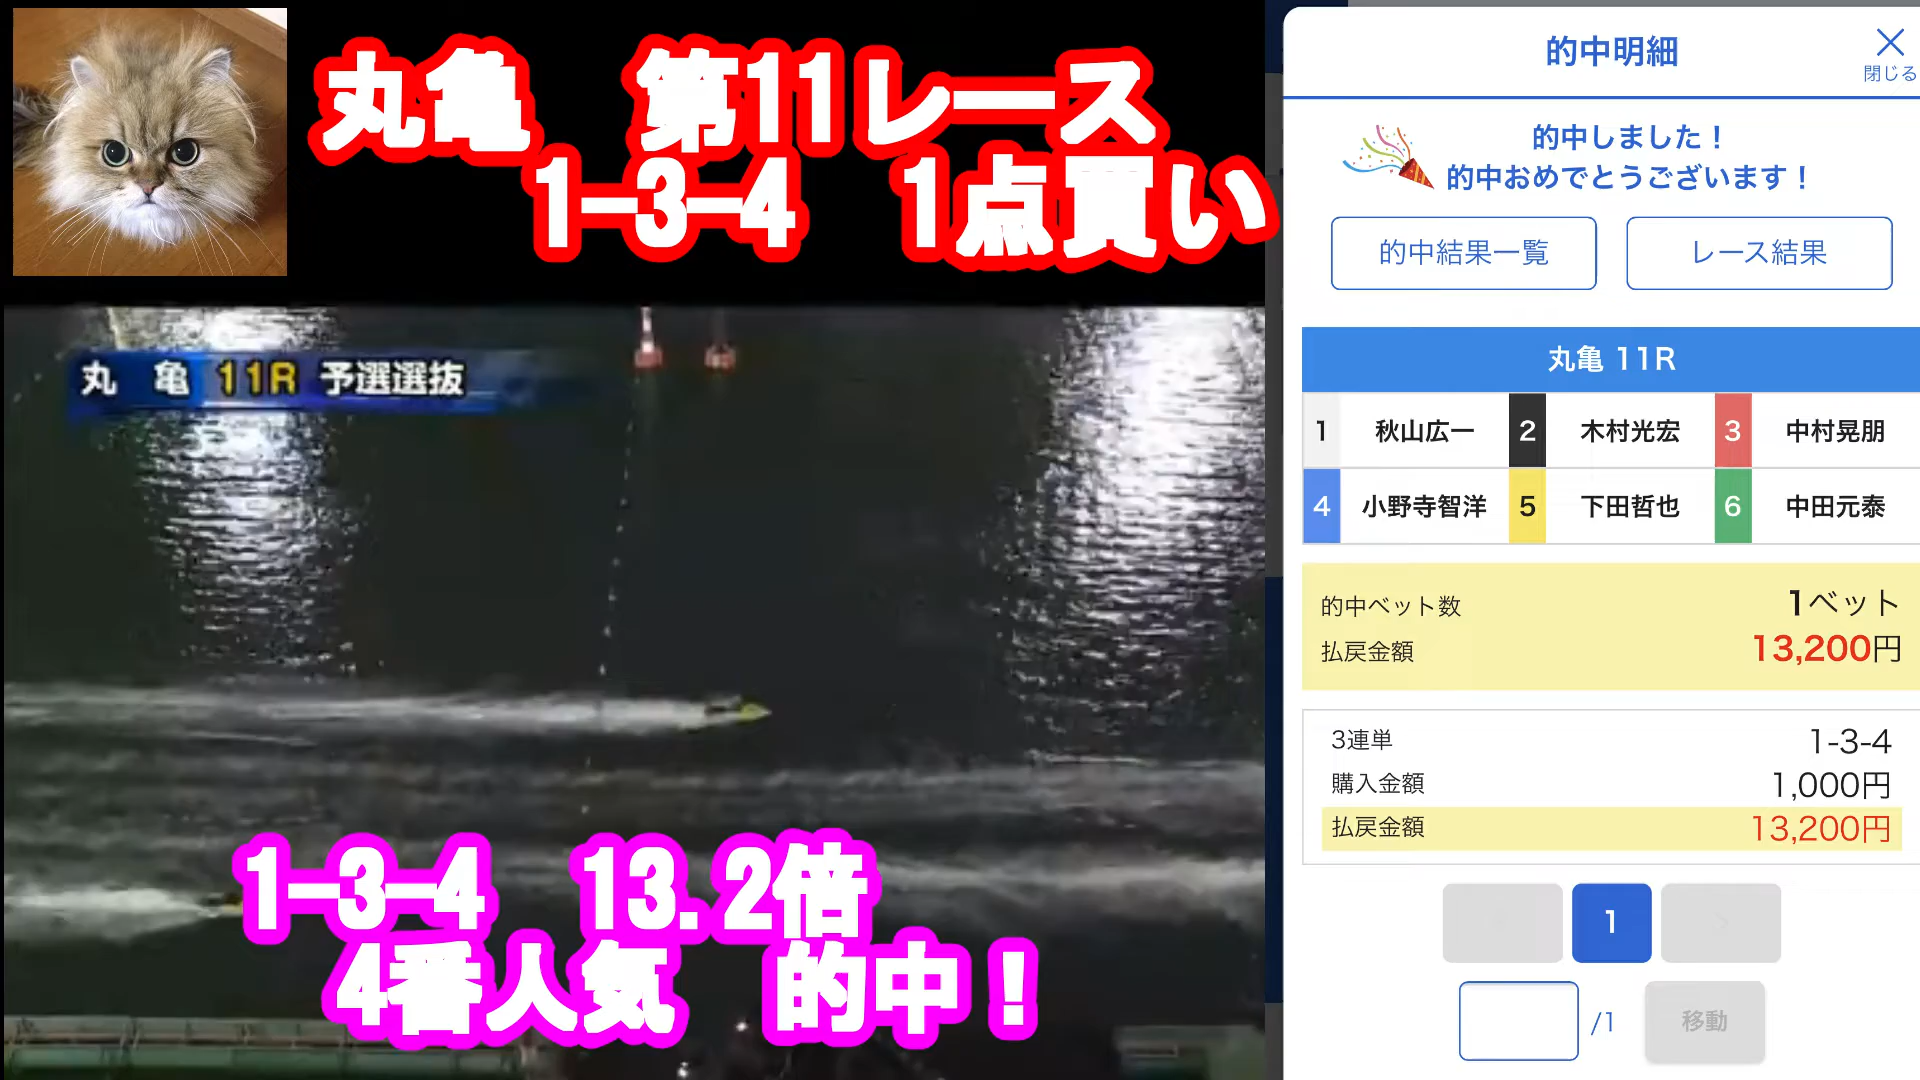 丸亀 第11レース
1-3-4 1点買い
丸 亀 11R 予選選抜
1-3-4 13.2倍
4番人気 的中！
的中明細
閉じる
的中しました！
的中おめでとうございます！
的中結果一覧
レース結果
丸亀 11R
1 秋山広一 2 木村光宏 3 中村晃朋
4 小野寺智洋 5 下田哲也 6 中田元泰
的中ベット数 1ベット
払戻金額 13,200円
3連単 1-3-4
購入金額 1,000円
払戻金額 13,200円
1
/1 移動